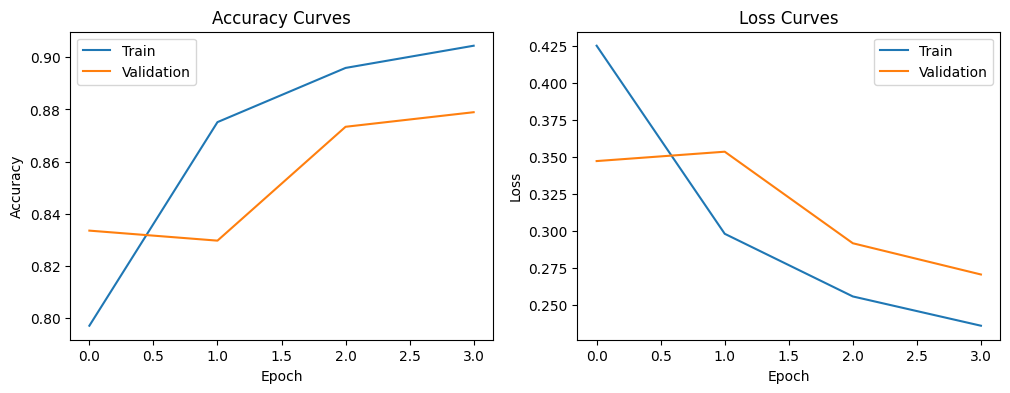 Accuracy Curves
Train
Validation
0.90
0.88
0.86
0.84
0.82
0.80
Accuracy
0.0 0.5 1.0 1.5 2.0 2.5 3.0
Epoch
Loss Curves
Train
Validation
0.425
0.400
0.375
0.350
0.325
0.300
0.275
0.250
Loss
0.0 0.5 1.0 1.5 2.0 2.5 3.0
Epoch